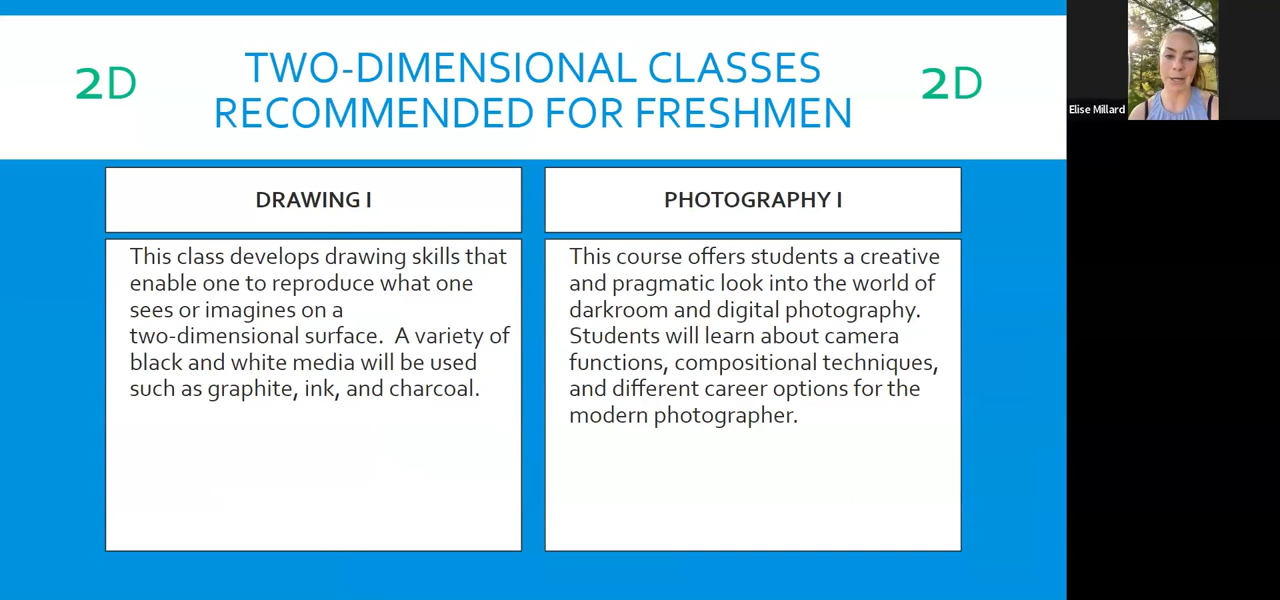 2D
TWO-DIMENSIONAL CLASSES
RECOMMENDED FOR FRESHMEN
2D
Elise Millard
DRAWING I
This class develops drawing skills that
enable one to reproduce what one
sees or imagines on a
two-dimensional surface.  A variety of
black and white media will be used
such as graphite, ink, and charcoal.
PHOTOGRAPHY I
This course offers students a creative
and pragmatic look into the world of
darkroom and digital photography.
Students will learn about camera
functions, compositional techniques,
and different career options for the
modern photographer.